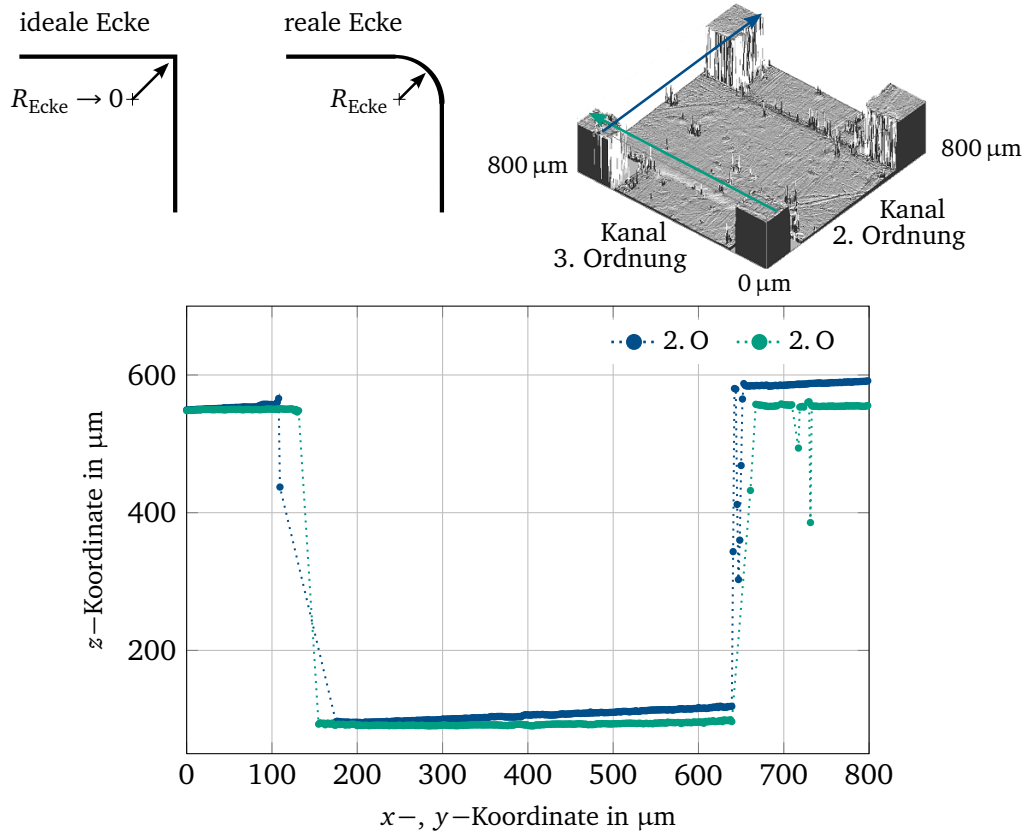 ideale Ecke
reale Ecke
R_Ecke → 0
R_Ecke
800 μm
800 μm
Kanal
3. Ordnung
Kanal
2. Ordnung
0 μm
2. O
2. O
600
400
200
z−Koordinate in μm
0
100
200
300
400
500
600
700
800
x−, y−Koordinate in μm